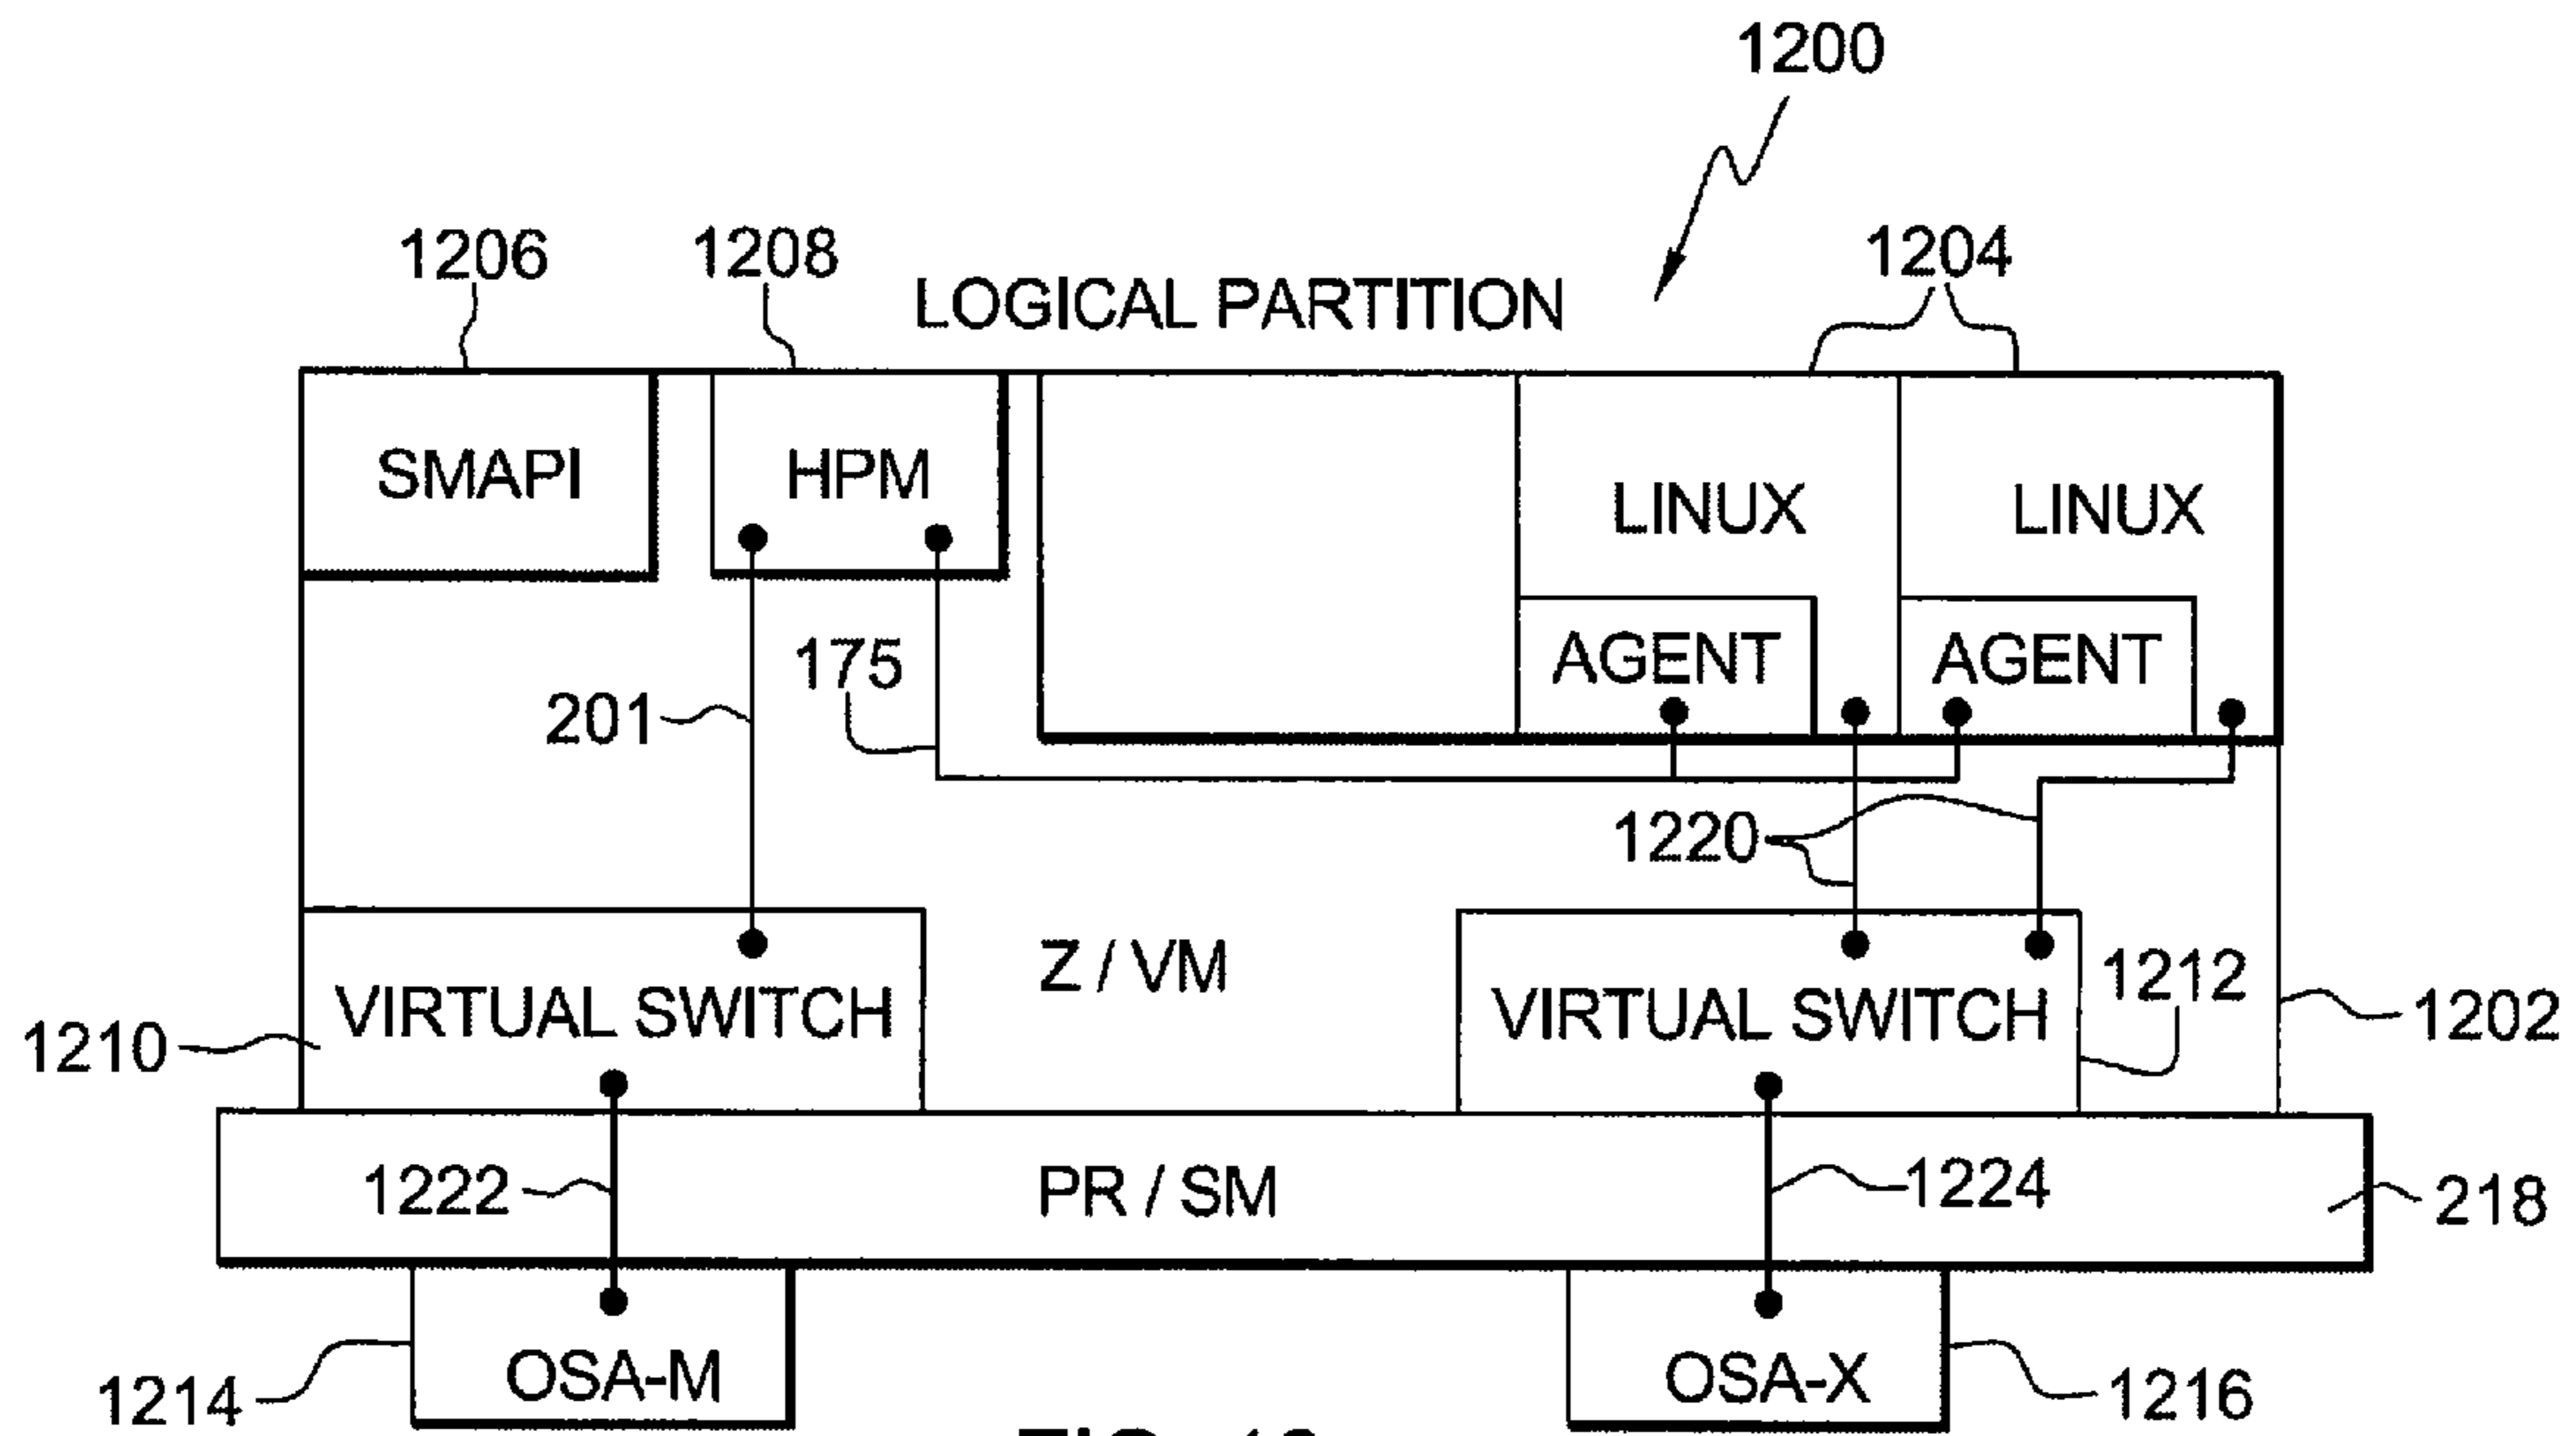 1200
1206
1208
LOGICAL PARTITION
1204
SMAPI
HPM
LINUX
LINUX
AGENT
AGENT
175
201
1220
Z / VM
VIRTUAL SWITCH
VIRTUAL SWITCH
1212
1210
1202
1222
PR / SM
1224
218
OSA-M
OSA-X
1214
1216